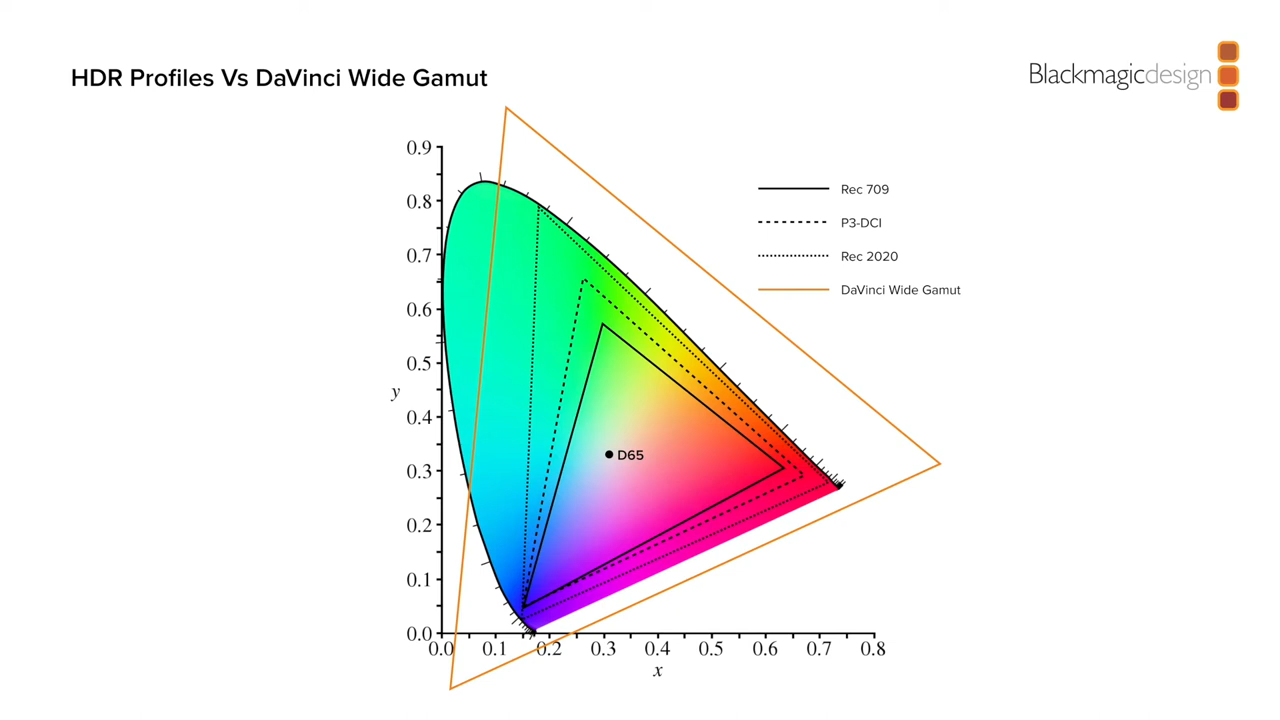 HDR Profiles Vs DaVinci Wide Gamut
Blackmagicdesign
0.9
0.8
0.7
0.6
0.5
0.4
y
0.3
0.2
0.1
0.0
0.0 0.1 0.2 0.3 0.4 0.5 0.6 0.7 0.8
x
Rec 709
P3-DCI
Rec 2020
DaVinci Wide Gamut
D65